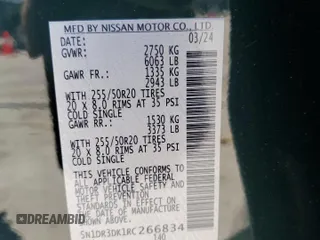 MFD BY NISSAN MOTOR CO., LTD.
DATE: 03/24
GVWR: 2750 KG
6063 LB
GAWR FR: 1335 KG
2943 LB
WITH 255/50R20 TIRES
20 x 8.0 RIMS AT 35 PSI
COLD SINGLE
GAWR RR: 1530 KG
3373 LB
WITH 255/50R20 TIRES
20 x 8.0 RIMS AT 35 PSI
COLD SINGLE
THIS VEHICLE CONFORMS TO ALL
APPLICABLE FEDERAL MOTOR
VEHICLE SAFETY
STANDARDS IN EFFECT ON THE
DATE OF MANUFACTURE
SHOWN ABOVE.
5N1DR3DK1RC266834
140
DREAMBID